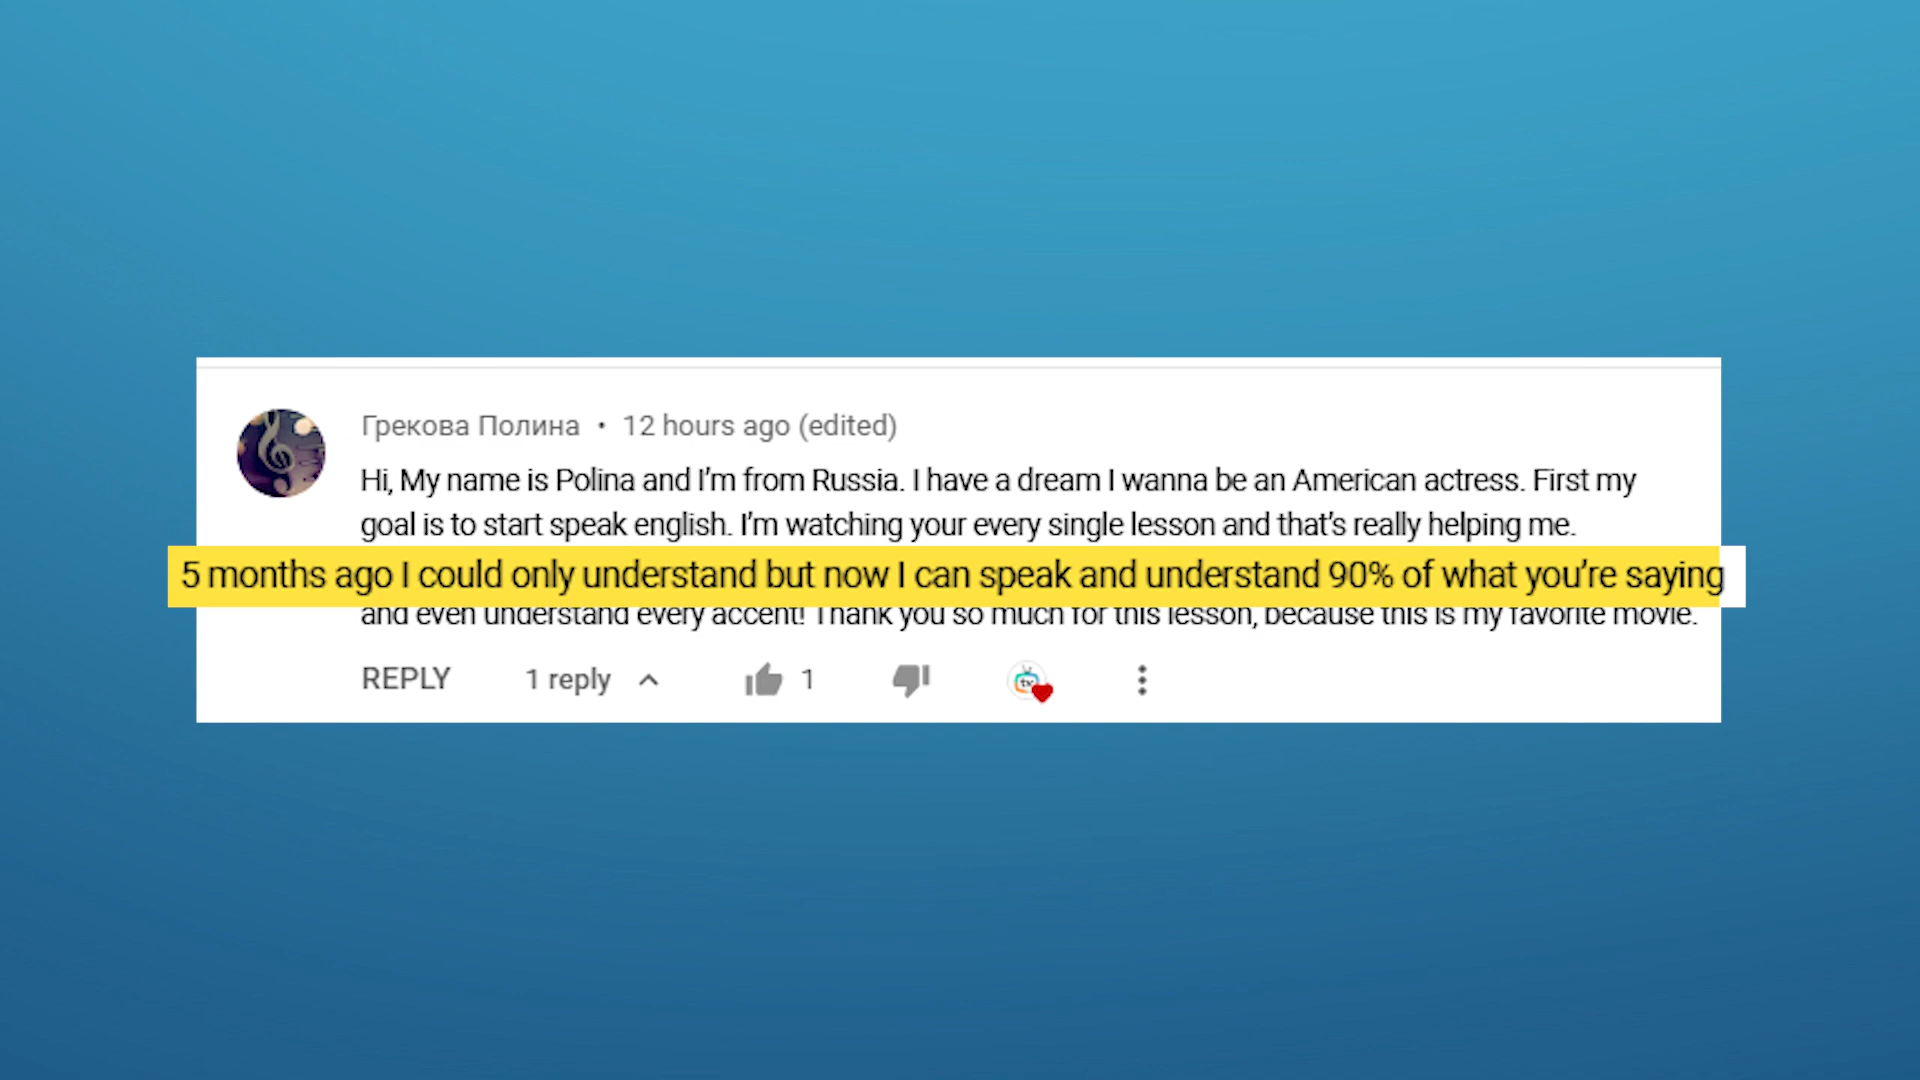 Грекова Полина • 12 hours ago (edited)
Hi, My name is Polina and I'm from Russia. I have a dream I wanna be an American actress. First my
goal is to start speak english. I'm watching your every single lesson and that's really helping me.
5 months ago I could only understand but now I can speak and understand 90% of what you're saying
and even understand every accent! Thank you so much for this lesson, because this is my favorite movie.
REPLY 1 reply 1
tv